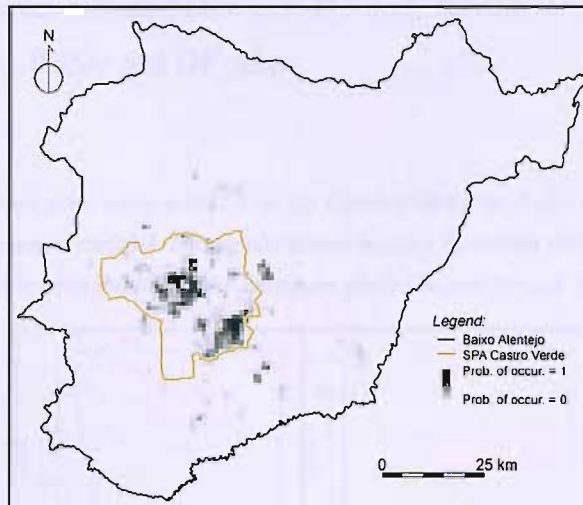 N
Legend:
Baixo Alentejo
SPA Castro Verde
Prob. of occur. = 1
Prob. of occur. = 0
0 25 km